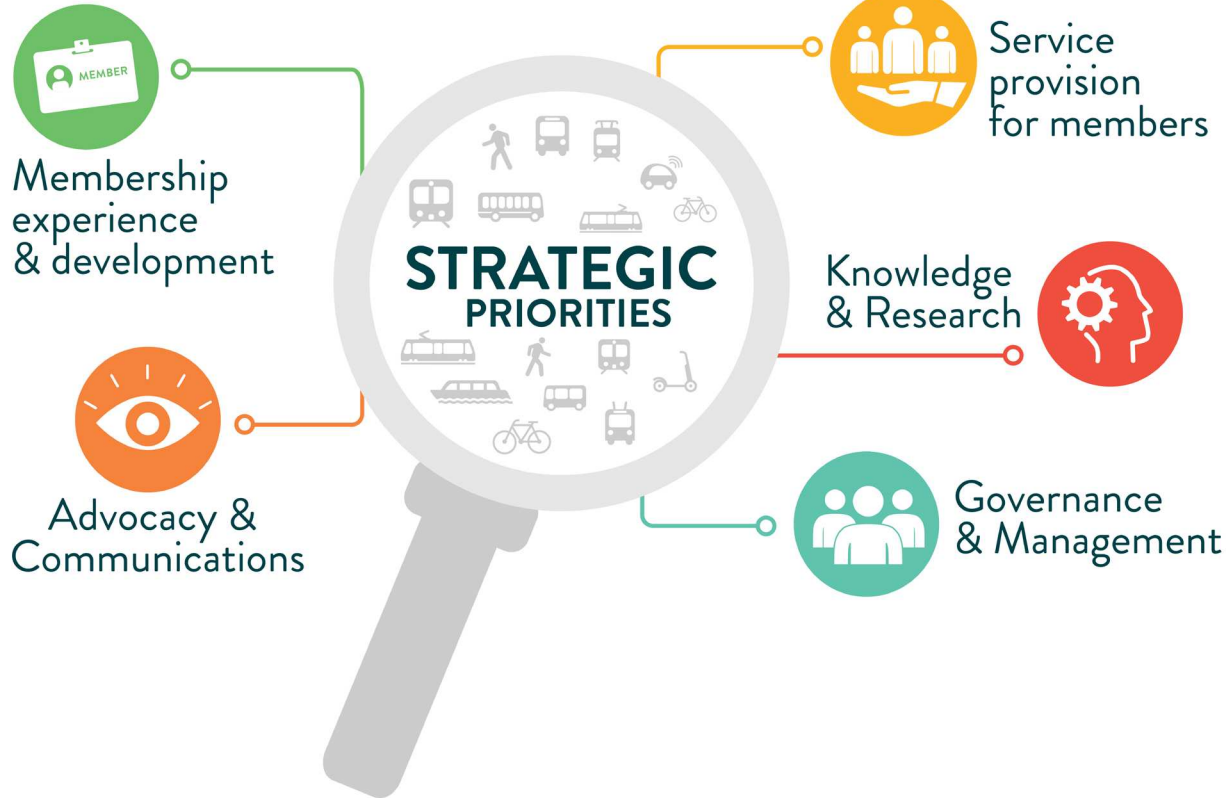 MEMBER
Membership
experience
& development
Advocacy &
Communications
STRATEGIC
PRIORITIES
Service
provision
for members
Knowledge
& Research
Governance
& Management